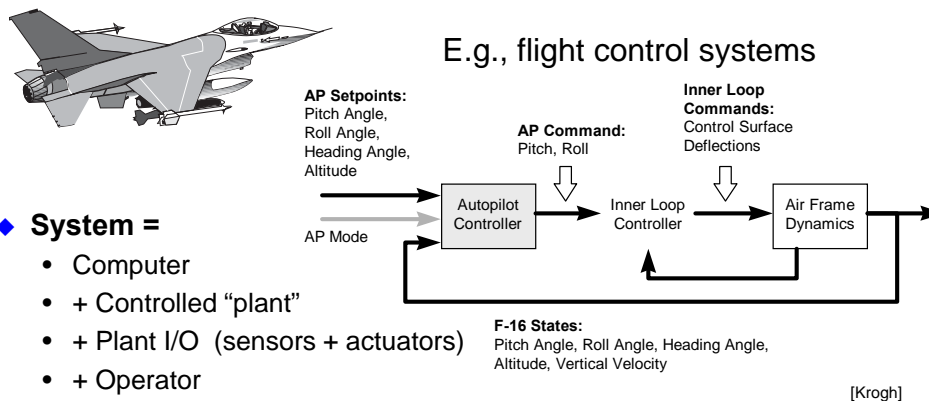 E.g., flight control systems
AP Setpoints:
Pitch Angle,
Roll Angle,
Heading Angle,
Altitude
AP Command:
Pitch, Roll
Inner Loop
Commands:
Control Surface
Deflections
Autopilot
Controller
Inner Loop
Controller
Air Frame
Dynamics
AP Mode
F-16 States:
Pitch Angle, Roll Angle, Heading Angle,
Altitude, Vertical Velocity
◆ System =
• Computer
• + Controlled “plant”
• + Plant I/O (sensors + actuators)
• + Operator
[Krogh]